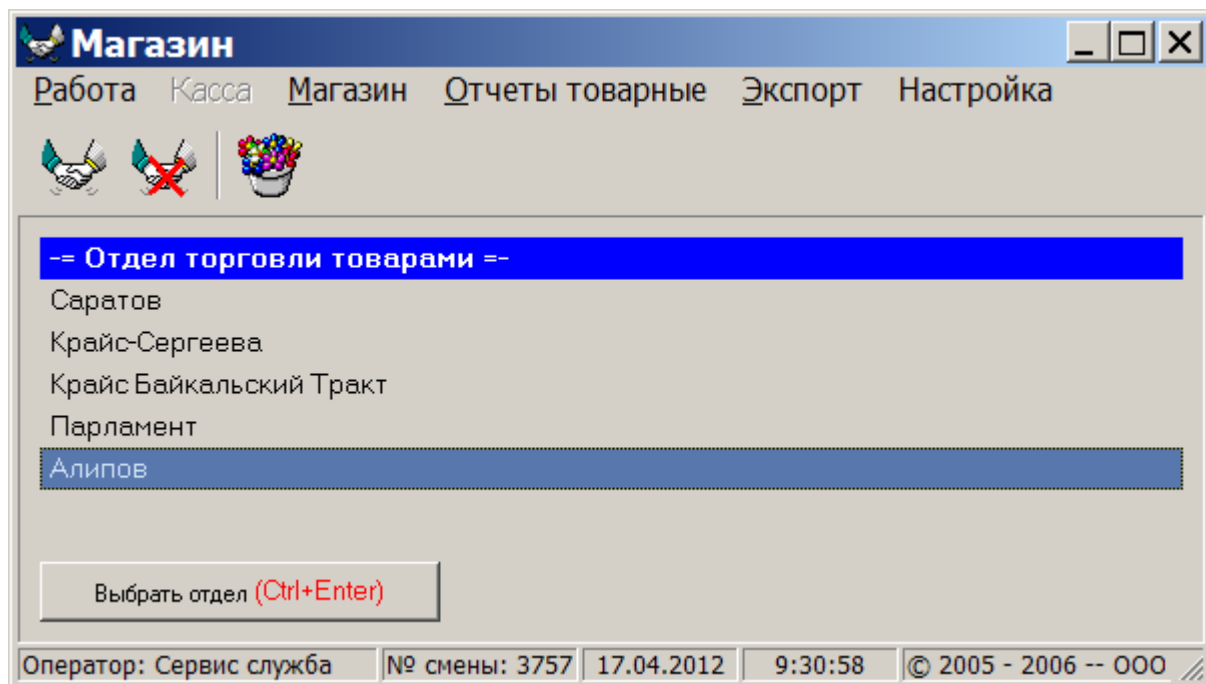 Магазин
Работа Касса Магазин Отчеты товарные Экспорт Настройка
-= Отдел торговли товарами =-
Саратов
Крайс-Сергеева
Крайс Байкальский Тракт
Парламент
Алипов
Выбрать отдел (Ctrl+Enter)
Оператор: Сервис служба № смены: 3757 17.04.2012 9:30:58 © 2005 - 2006 -- ООО